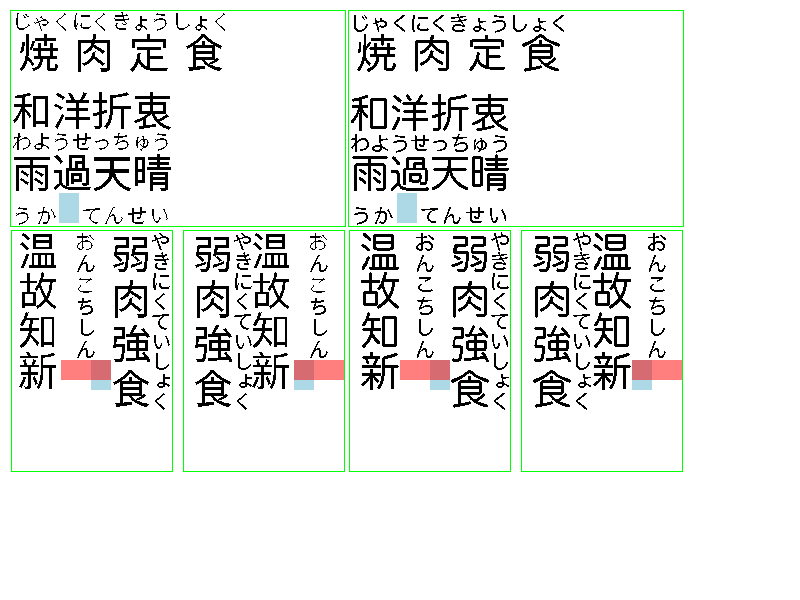 じゃくにくきょうしょく
焼肉定食
和洋折衷
わようせっちゅう
雨過天晴
うか てんせい
じゃくにくきょうしょく
焼肉定食
和洋折衷
わようせっちゅう
雨過天晴
うか てんせい
やきにくていしょく
弱肉強食
おんこちしん
温故知新
やきにくていしょく
弱肉強食
おんこちしん
温故知新
やきにくていしょく
弱肉強食
おんこちしん
温故知新
やきにくていしょく
弱肉強食
おんこちしん
温故知新